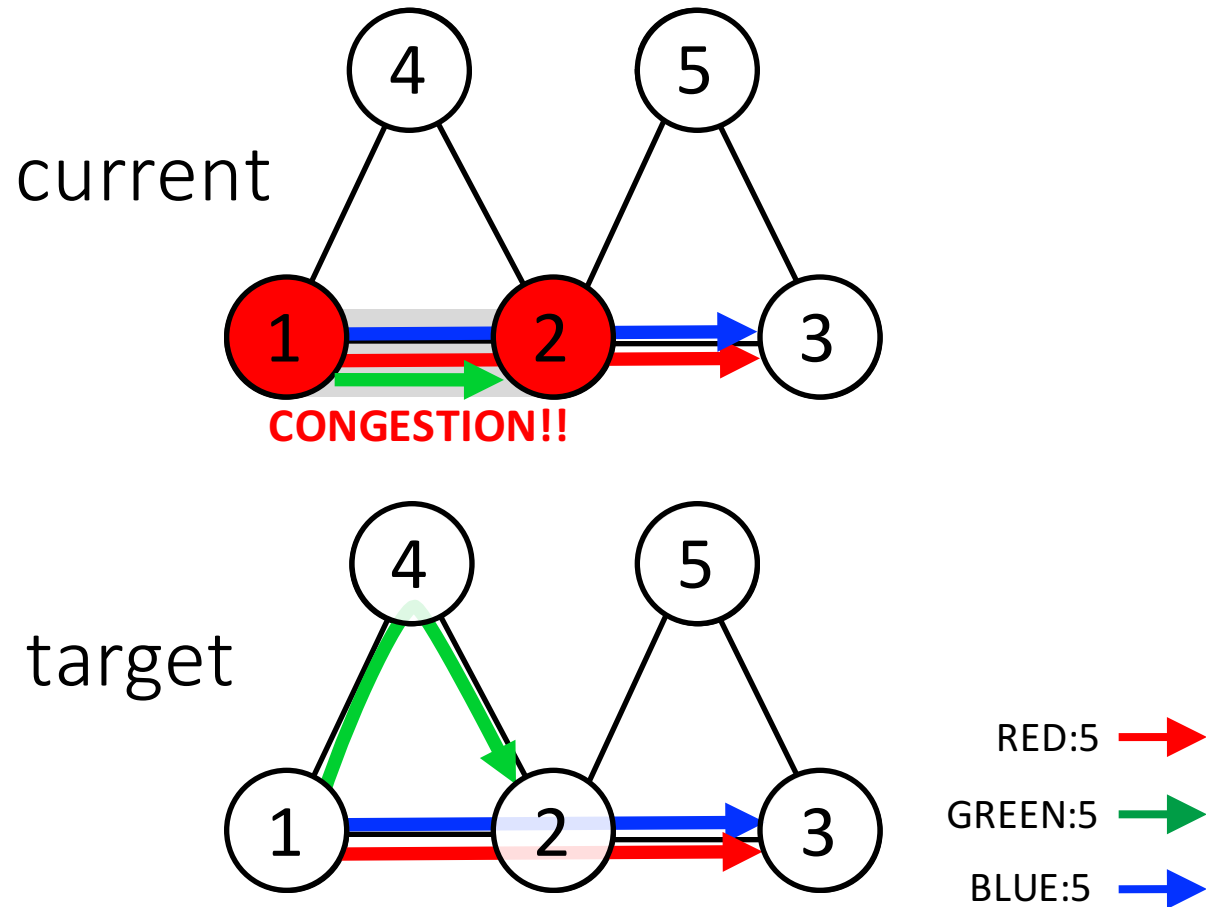 4 5
current
1 2 3
CONGESTION!!
4 5
target
RED:5
GREEN:5
1 2 3
BLUE:5